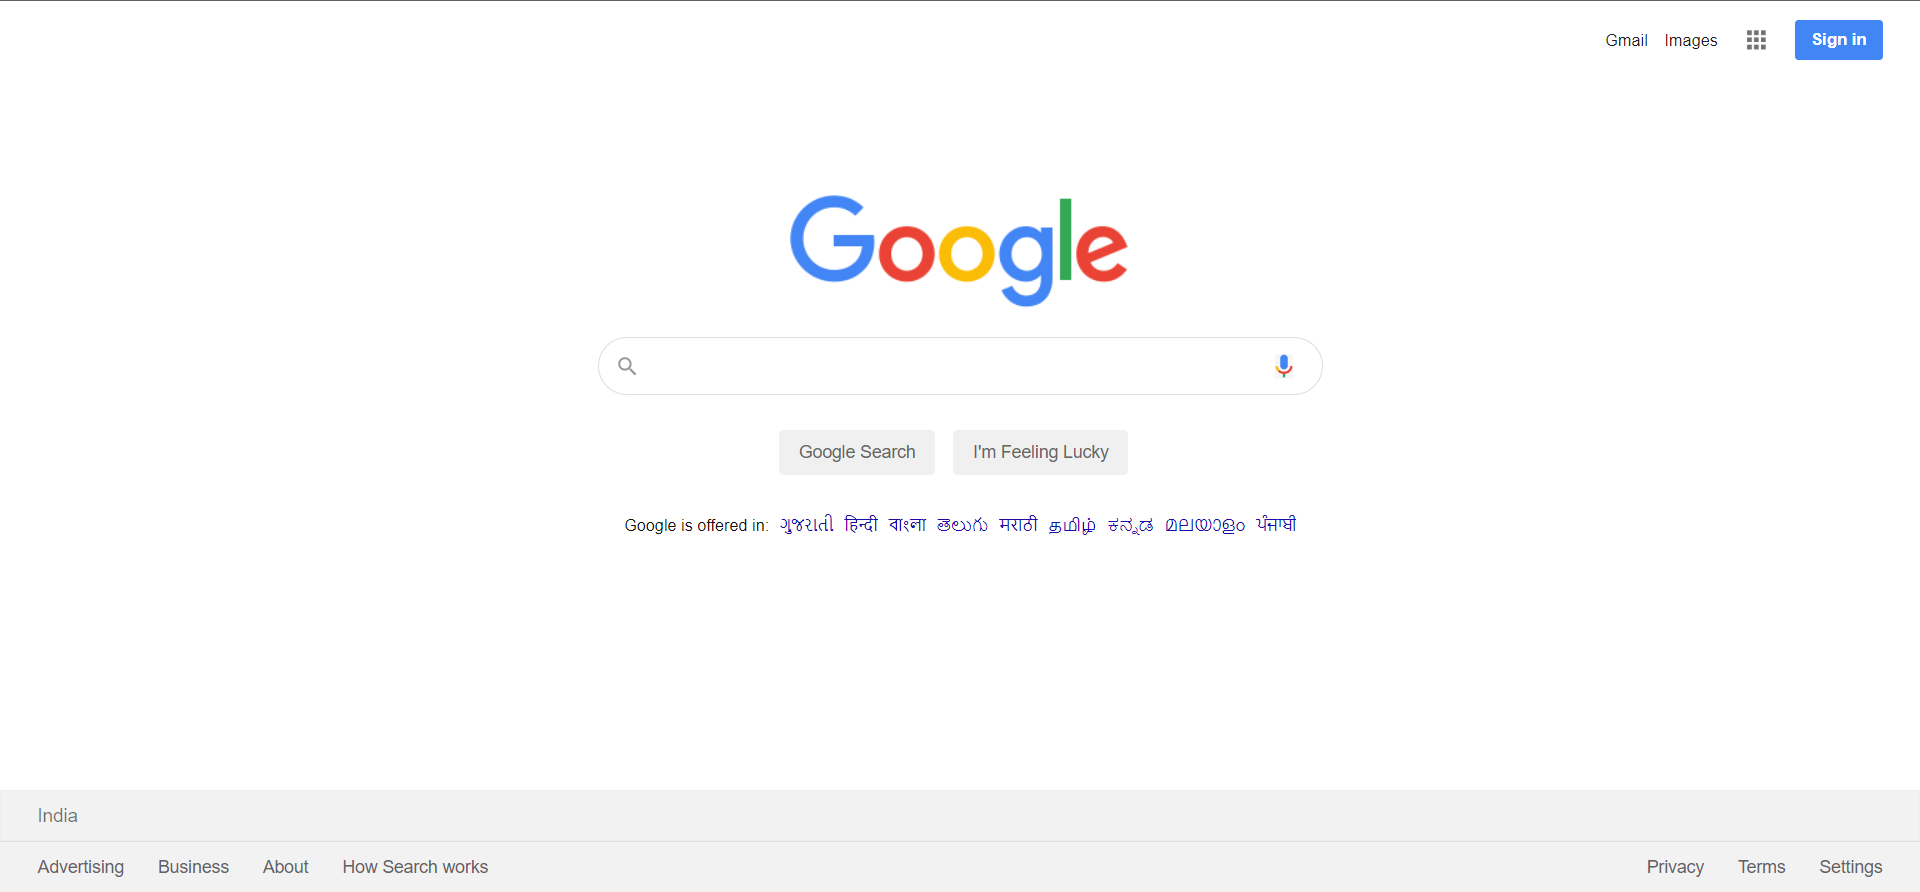 Gmail Images Sign in
Google
Google Search I'm Feeling Lucky
Google is offered in: ગુજરાતી हिन्दी বাংলা తెలుగు मराठी தமிழ் ಕನ್ನಡ മലയാളം ਪੰਜਾਬੀ
India
Advertising Business About How Search works Privacy Terms Settings